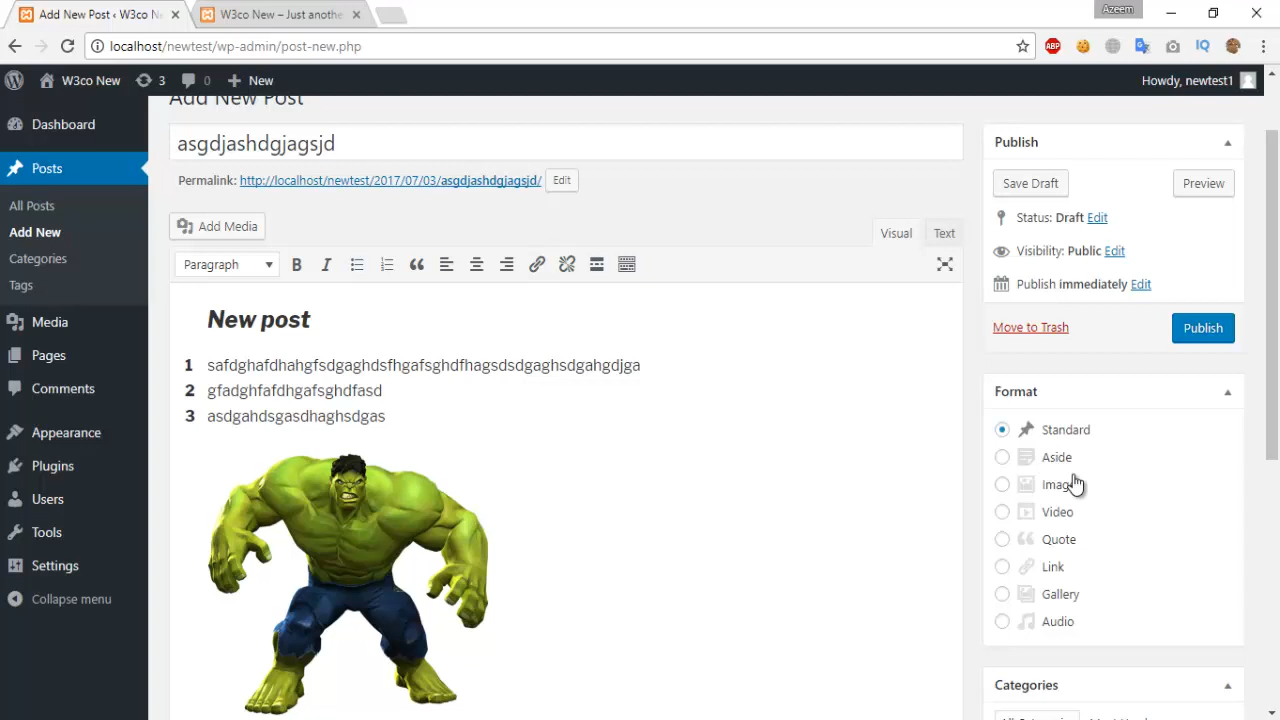 Add New Post ‹ W3co N
W3co New – Just anothe
Azeem
localhost/newtest/wp-admin/post-new.php
ABP
IQ
W3co New
3
0
New
Howdy, newtest1
Dashboard
Posts
All Posts
Add New
Categories
Tags
Media
Pages
Comments
Appearance
Plugins
Users
Tools
Settings
Collapse menu
Add New Post
asgdjashdgjagsjd
Permalink: http://localhost/newtest/2017/07/03/asgdjashdgjagsjd/ Edit
Add Media
Visual
Text
Paragraph
B
I
New post
1 safdghafdhahgfsdgaghdsfhgafsghdfhagsdsdgaghsdgahgdjga
2 gfadghfafdhgafsghdfasd
3 asdgahdsgasdhaghsdgas
Publish
Save Draft
Preview
Status: Draft Edit
Visibility: Public Edit
Publish immediately Edit
Move to Trash
Publish
Format
Standard
Aside
Imag
Video
Quote
Link
Gallery
Audio
Categories